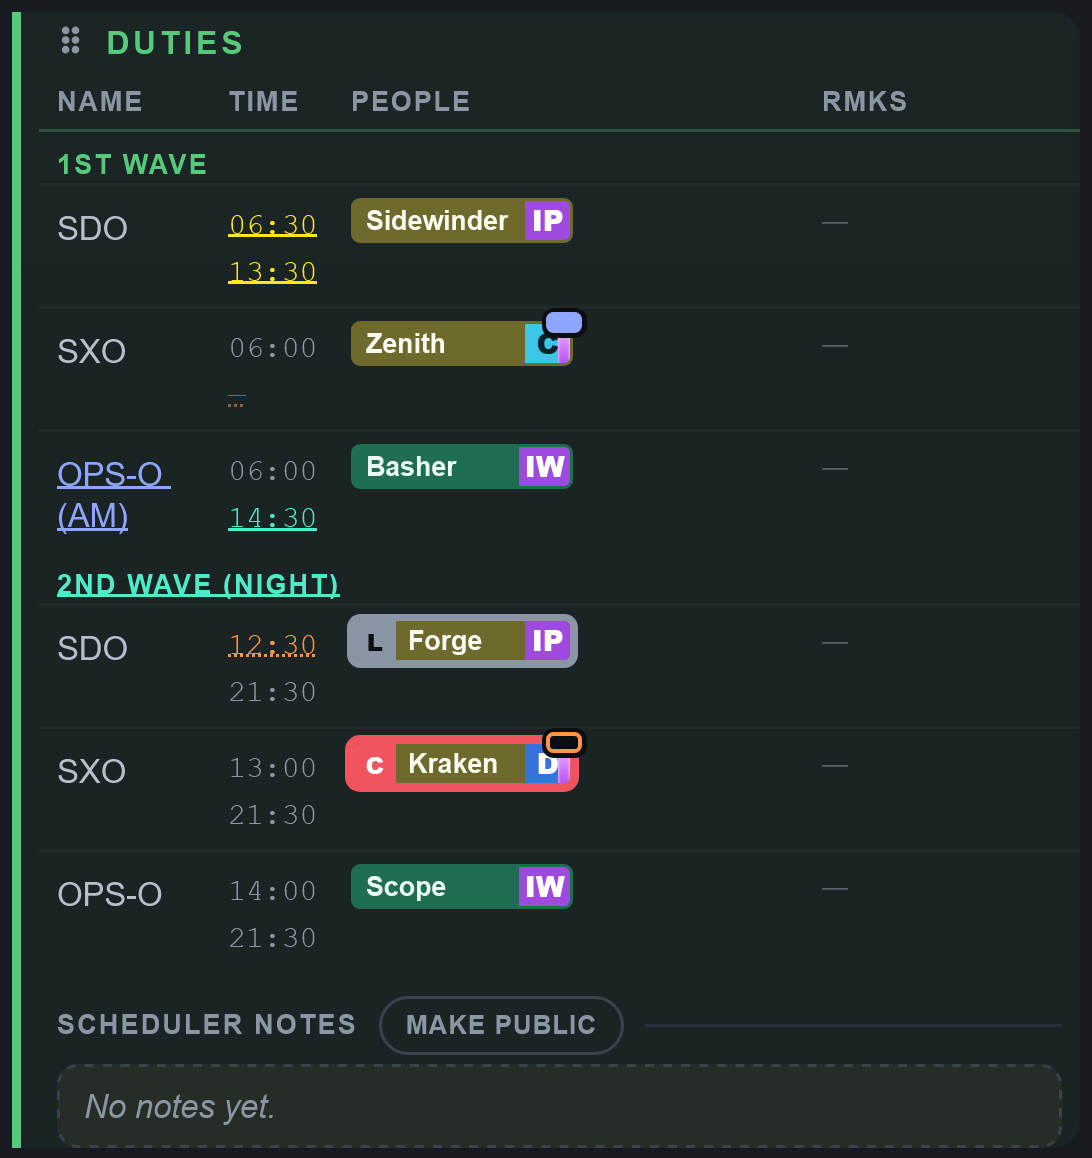 DUTIES
NAME TIME PEOPLE RMKS
1ST WAVE
SDO 06:30 Sidewinder IP —
13:30
SXO 06:00 Zenith C —
—
OPS-O 06:00 Basher IW —
(AM) 14:30
2ND WAVE (NIGHT)
SDO 12:30 L Forge IP —
21:30
SXO 13:00 C Kraken D —
21:30
OPS-O 14:00 Scope IW —
21:30
SCHEDULER NOTES MAKE PUBLIC
No notes yet.